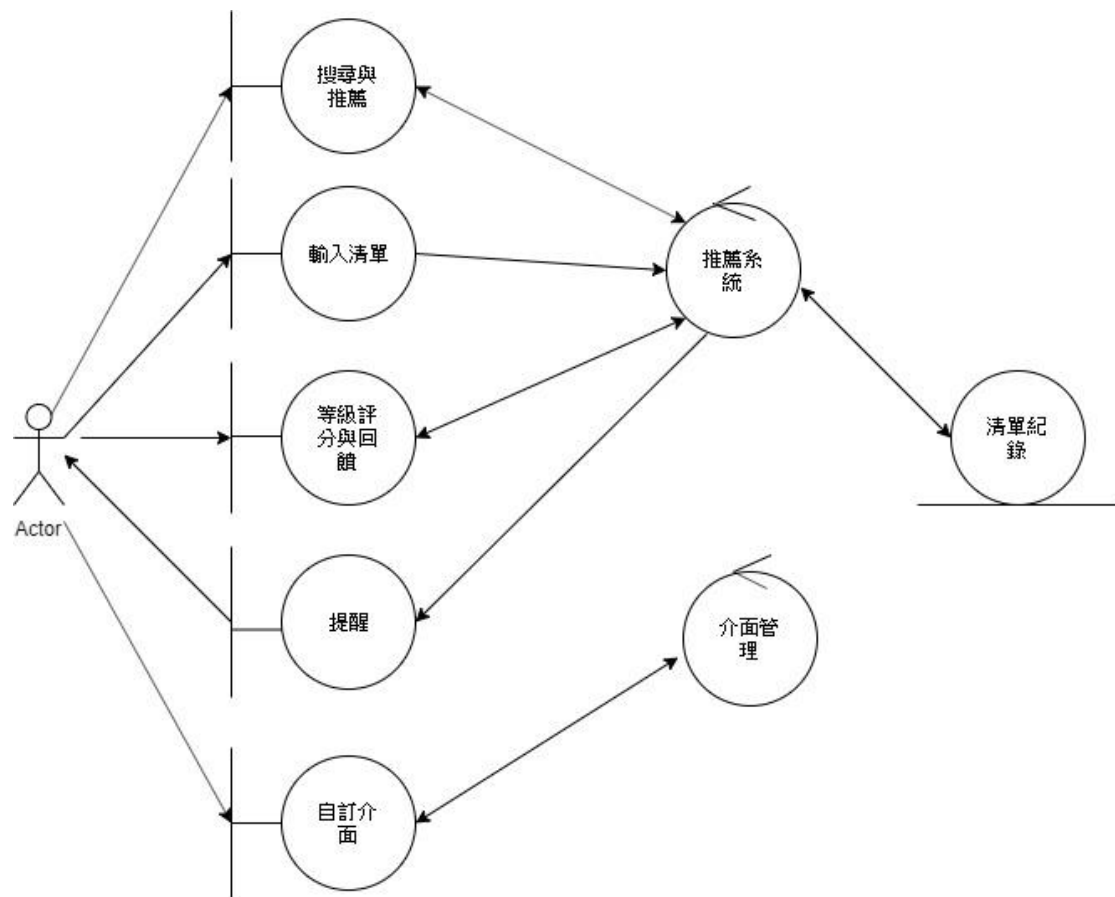 搜尋與
推薦
輸入清單
推薦系
統
等級評
分與回
饋
清單紀
錄
Actor
提醒
介面管
理
自訂介
面